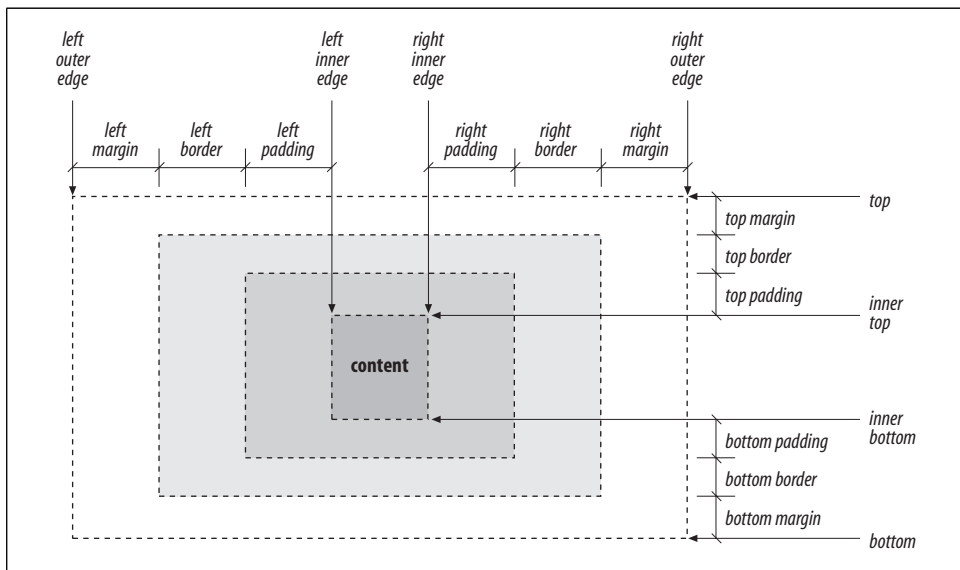 left
outer
edge
left
inner
edge
right
inner
edge
right
outer
edge
left
margin
left
border
left
padding
right
padding
right
border
right
margin
top
top margin
top border
top padding
inner
top
content
inner
bottom
bottom padding
bottom border
bottom margin
bottom